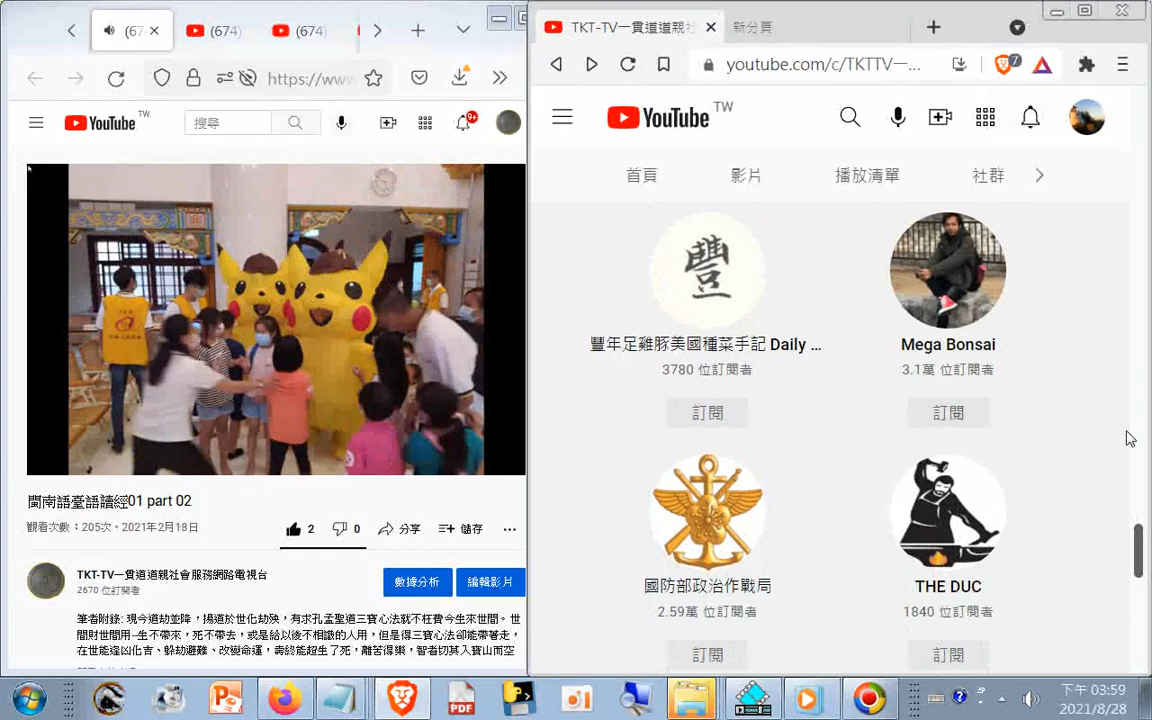 (67
(674)
(674)
https://www
YouTube TW
搜尋
9+
閩南語臺語讀經01 part 02
觀看次數：205次・2021年2月18日
2
0
分享
儲存
TKT-TV一貫道道親社會服務網路電視台
2670 位訂閱者
數據分析
編輯影片
筆者附錄: 現今道劫並降，揚道於世化劫殃，有求孔孟聖道三寶心法就不枉費今生來世間。世
間財世間用一生不帶來，死不帶去，或是給以後不相識的人用，但是得三寶心法卻能帶著走，
在世能逢凶化吉、躲劫避難、改變命運，壽終能超生了死，離苦得樂，智者切莫入寶山而空
TKT-TV一貫道道親社
新分頁
youtube.com/c/TKTTV一...
7
YouTube TW
首頁
影片
播放清單
社群
豐
豐年足雞豚美國種菜手記 Daily ...
3780 位訂閱者
訂閱
Mega Bonsai
3.1萬 位訂閱者
訂閱
國防部政治作戰局
2.59萬 位訂閱者
訂閱
THE DUC
1840 位訂閱者
訂閱
PDF
下午 03:59
2021/8/28